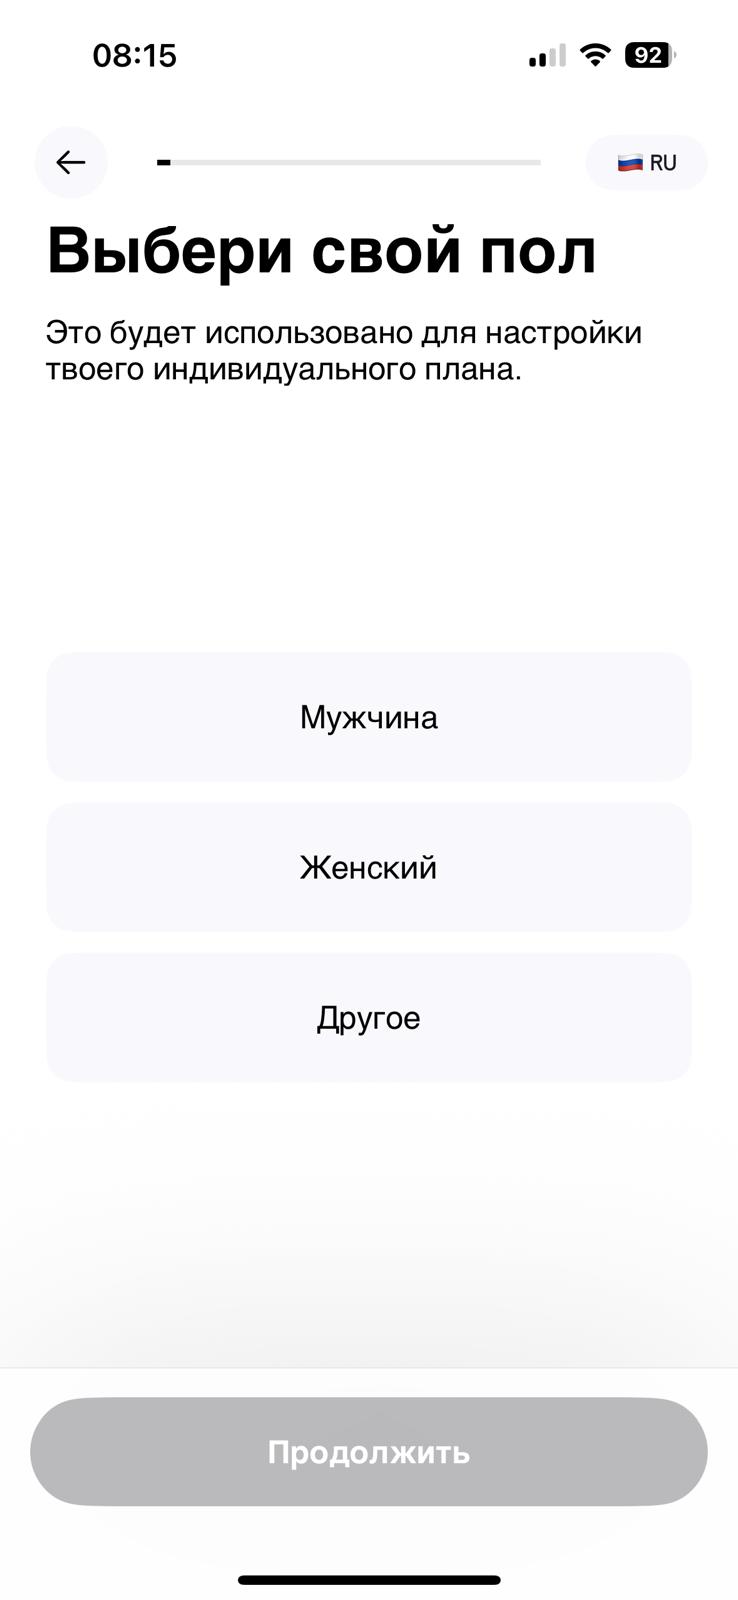 08:15
92
RU
Выбери свой пол
Это будет использовано для настройки
твоего индивидуального плана.
Мужчина
Женский
Другое
Продолжить